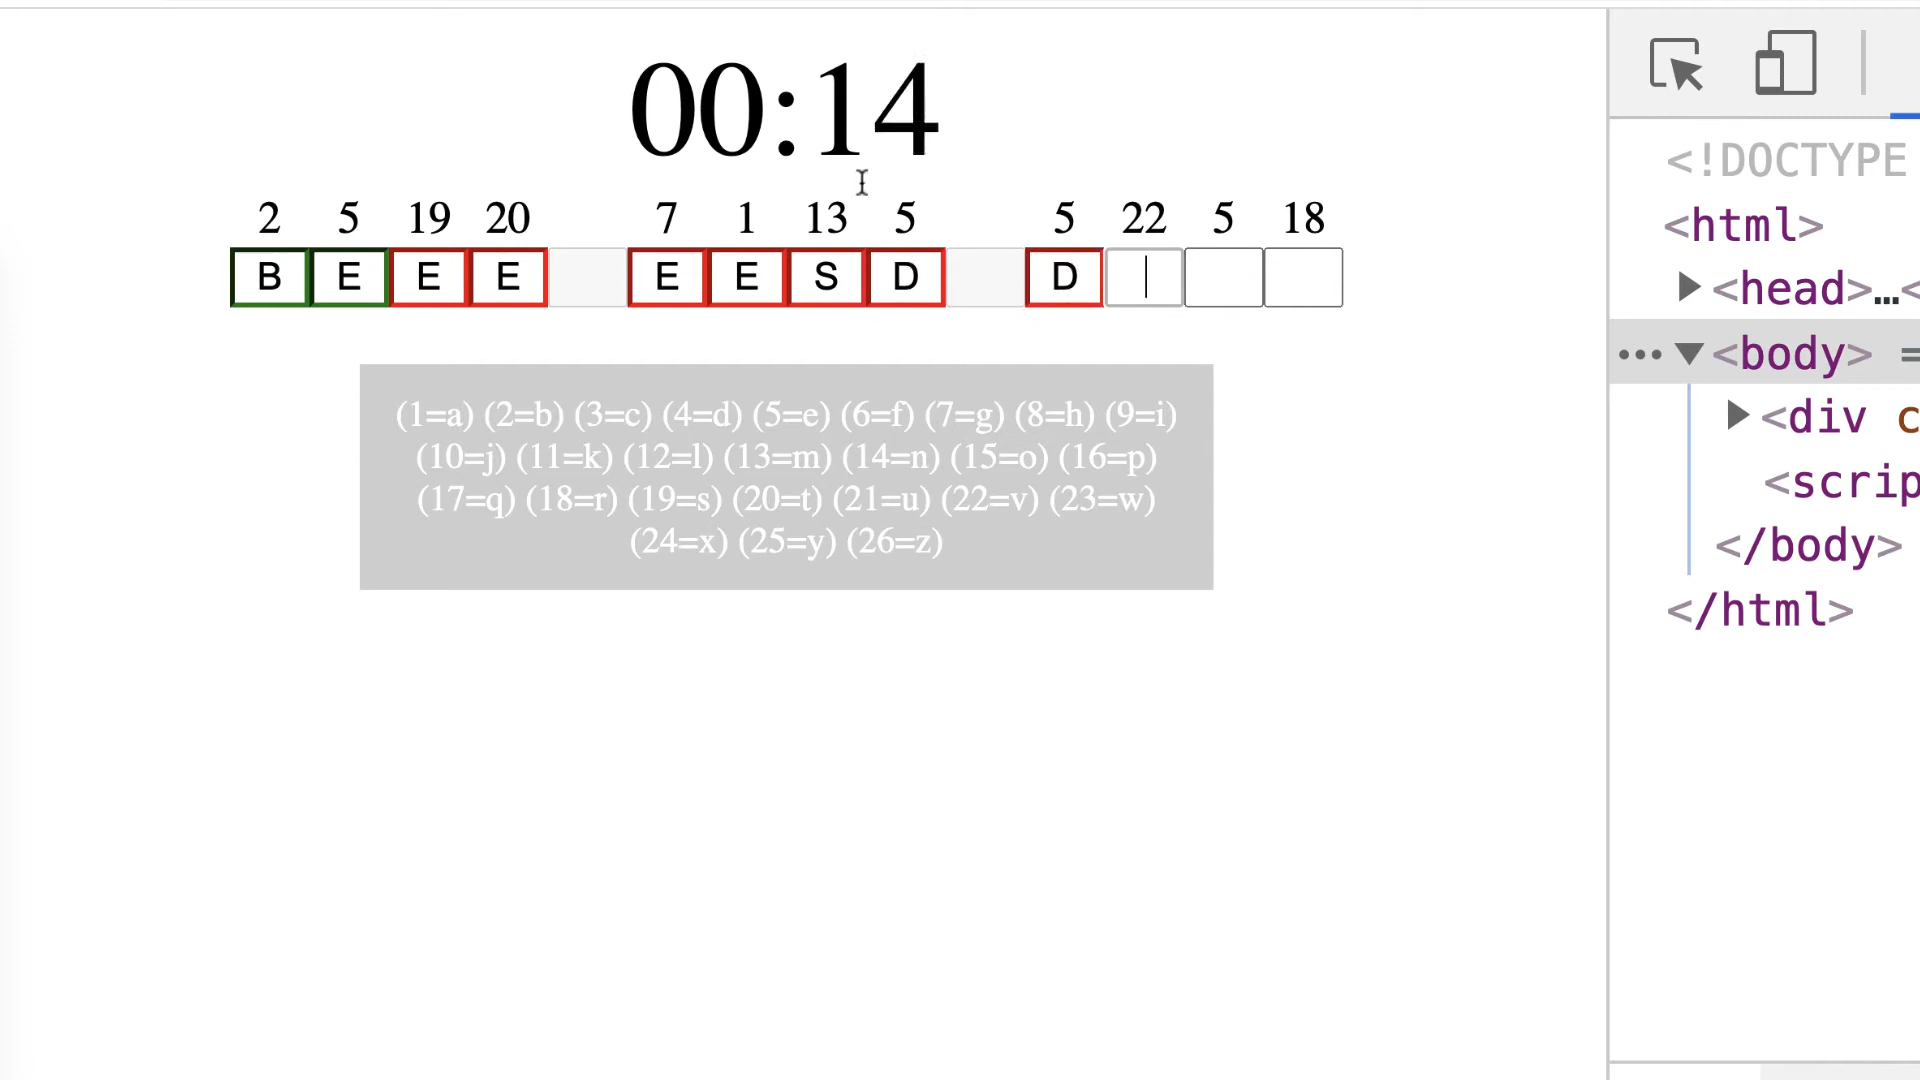 00:14
2 5 19 20 7 1 13 5 5 22 5 18
B E E E E E S D D
(1=a) (2=b) (3=c) (4=d) (5=e) (6=f) (7=g) (8=h) (9=i)
(10=j) (11=k) (12=l) (13=m) (14=n) (15=o) (16=p)
(17=q) (18=r) (19=s) (20=t) (21=u) (22=v) (23=w)
(24=x) (25=y) (26=z)
<!DOCTYPE
<html>
<head>…<
<body> =
<div c
<scrip
</body>
</html>